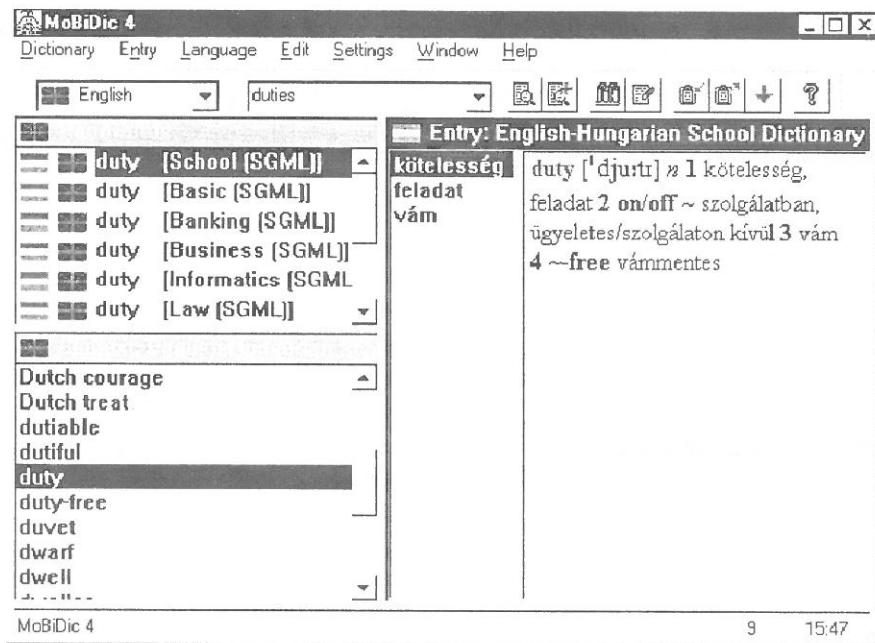 MoBiDic 4
Dictionary Entry Language Edit Settings Window Help
English duties
duty [School (SGML)]
duty [Basic (SGML)]
duty [Banking (SGML)]
duty [Business (SGML)]
duty [Informatics (SGML
duty [Law (SGML)]
Dutch courage
Dutch treat
dutiable
dutiful
duty
duty-free
duvet
dwarf
dwell
Entry: English-Hungarian School Dictionary
kötelesség
feladat
vám
duty ['dju:tɪ] n 1 kötelesség,
feladat 2 on/off ~ szolgálatban,
ügyeletes/szolgálaton kívül 3 vám
4 ~-free vámmentes
MoBiDic 4 9 15:47